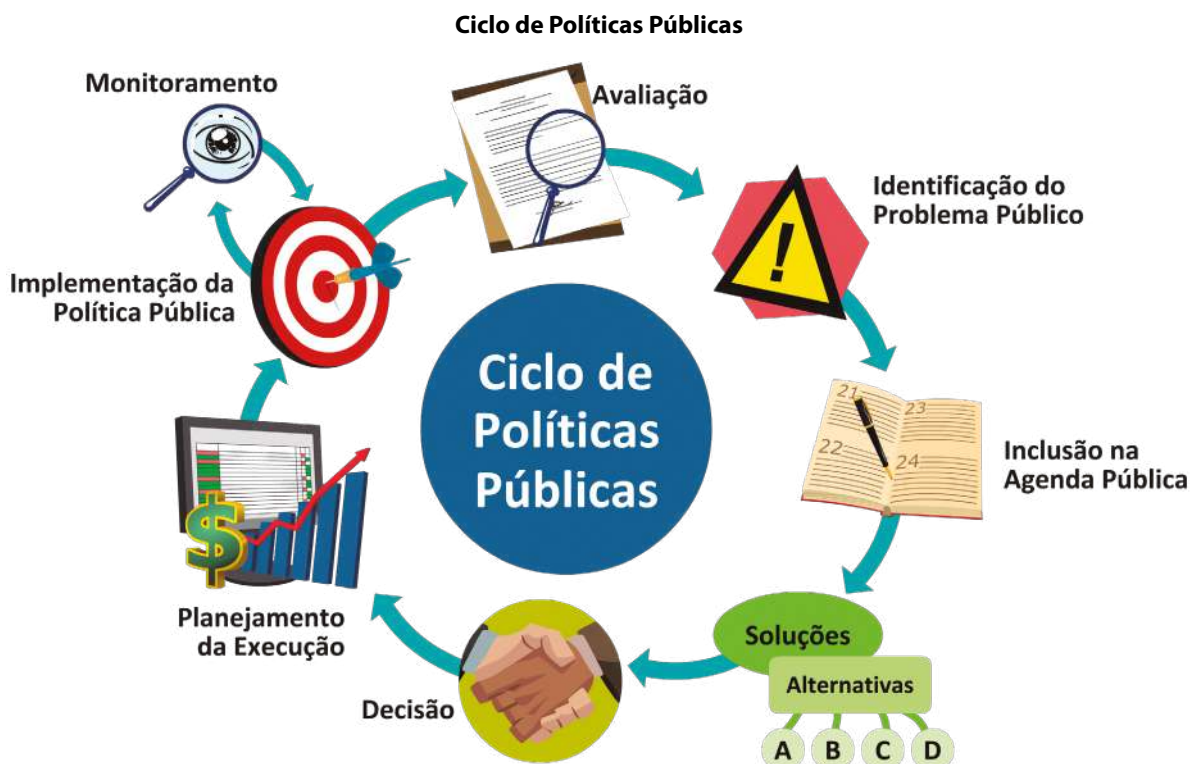 Ciclo de Políticas Públicas
Monitoramento
Avaliação
Identificação do
Problema Público
Implementação da
Política Pública
Ciclo de
Políticas
Públicas
21
23
22
24
Inclusão na
Agenda Pública
$
Planejamento
da Execução
Soluções
Alternativas
Decisão
A B C D